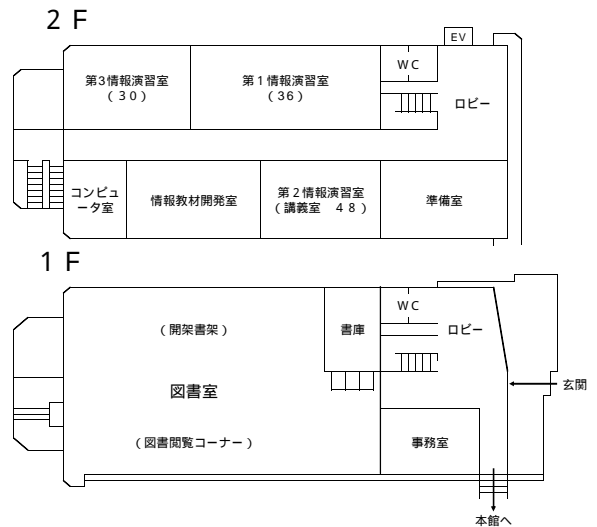 ２Ｆ
EV
第3情報演習室
（３０）
第１情報演習室
（36）
ＷＣ
ロビー
コンピュ
ータ室
情報教材開発室
第２情報演習室
（講義室　４８）
準備室
１Ｆ
（開架書架）
書庫
ＷＣ
ロビー
図書室
玄関
（図書閲覧コーナー）
事務室
本館へ